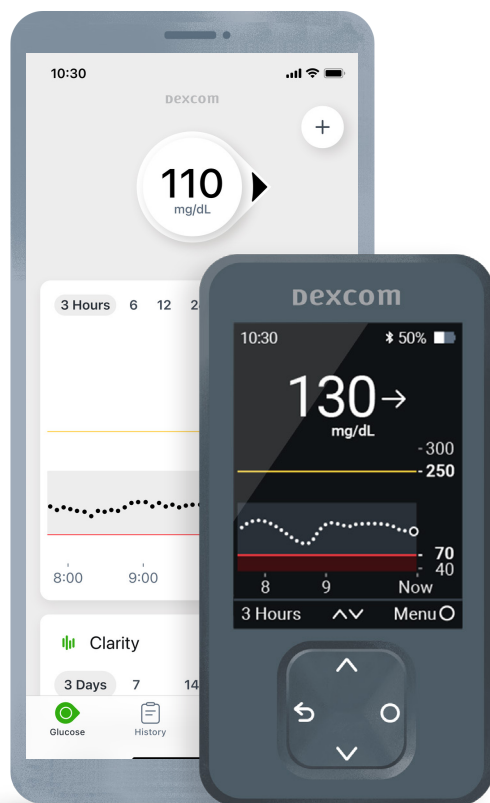 10:30
Dexcom
+
110
mg/dL
3 Hours 6 12
8:00 9:00
Clarity
3 Days 7 14
Glucose History
Dexcom
10:30 50%
130→
mg/dL
300
250
70
40
8 9 Now
3 Hours Menu